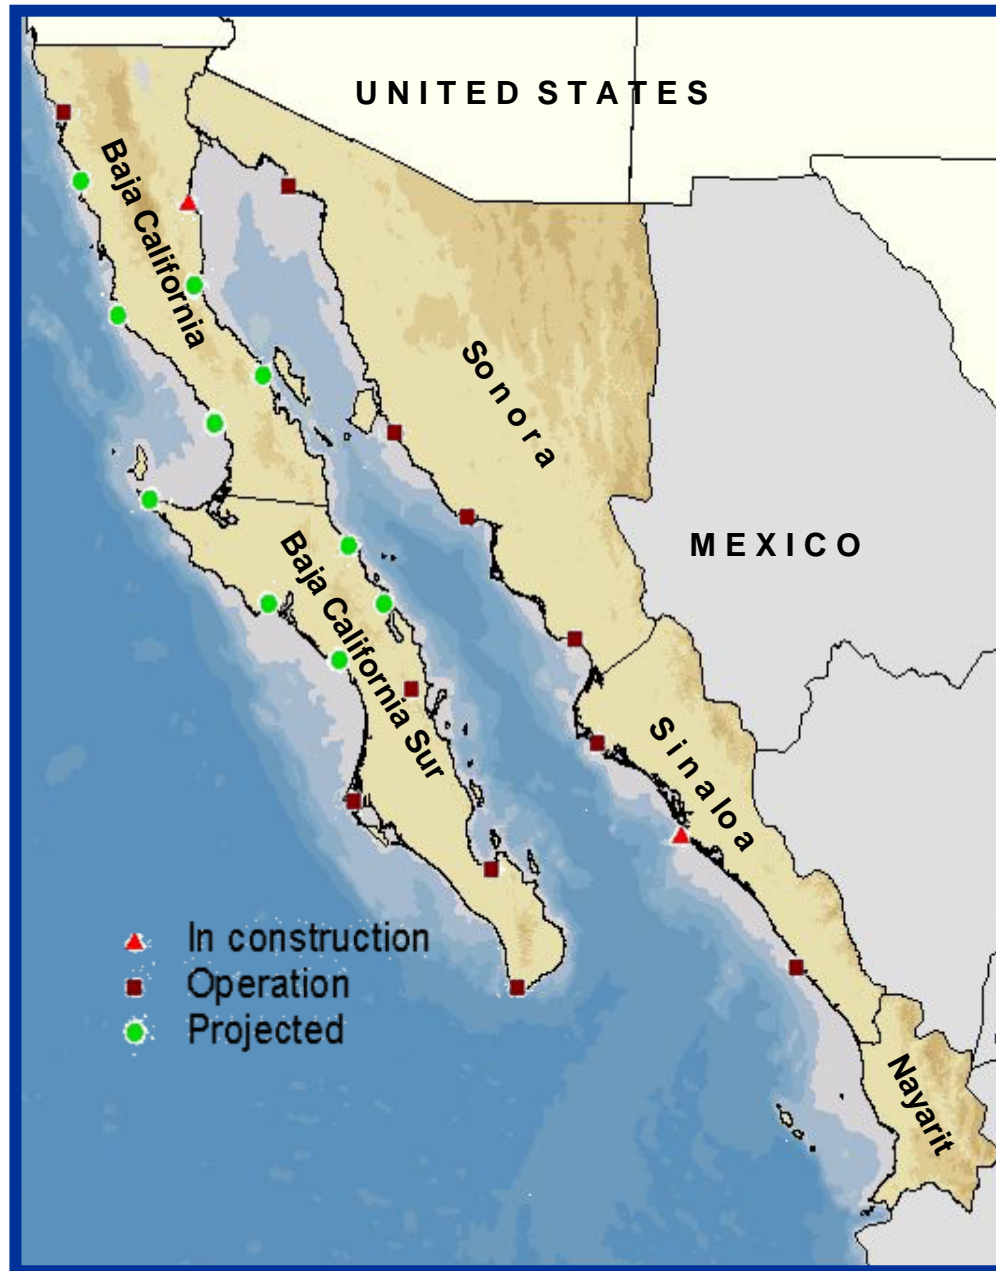 UNITED STATES
Baja California
Sonora
MEXICO
Baja California Sur
Sinaloa
In construction
Operation
Projected
Nayarit